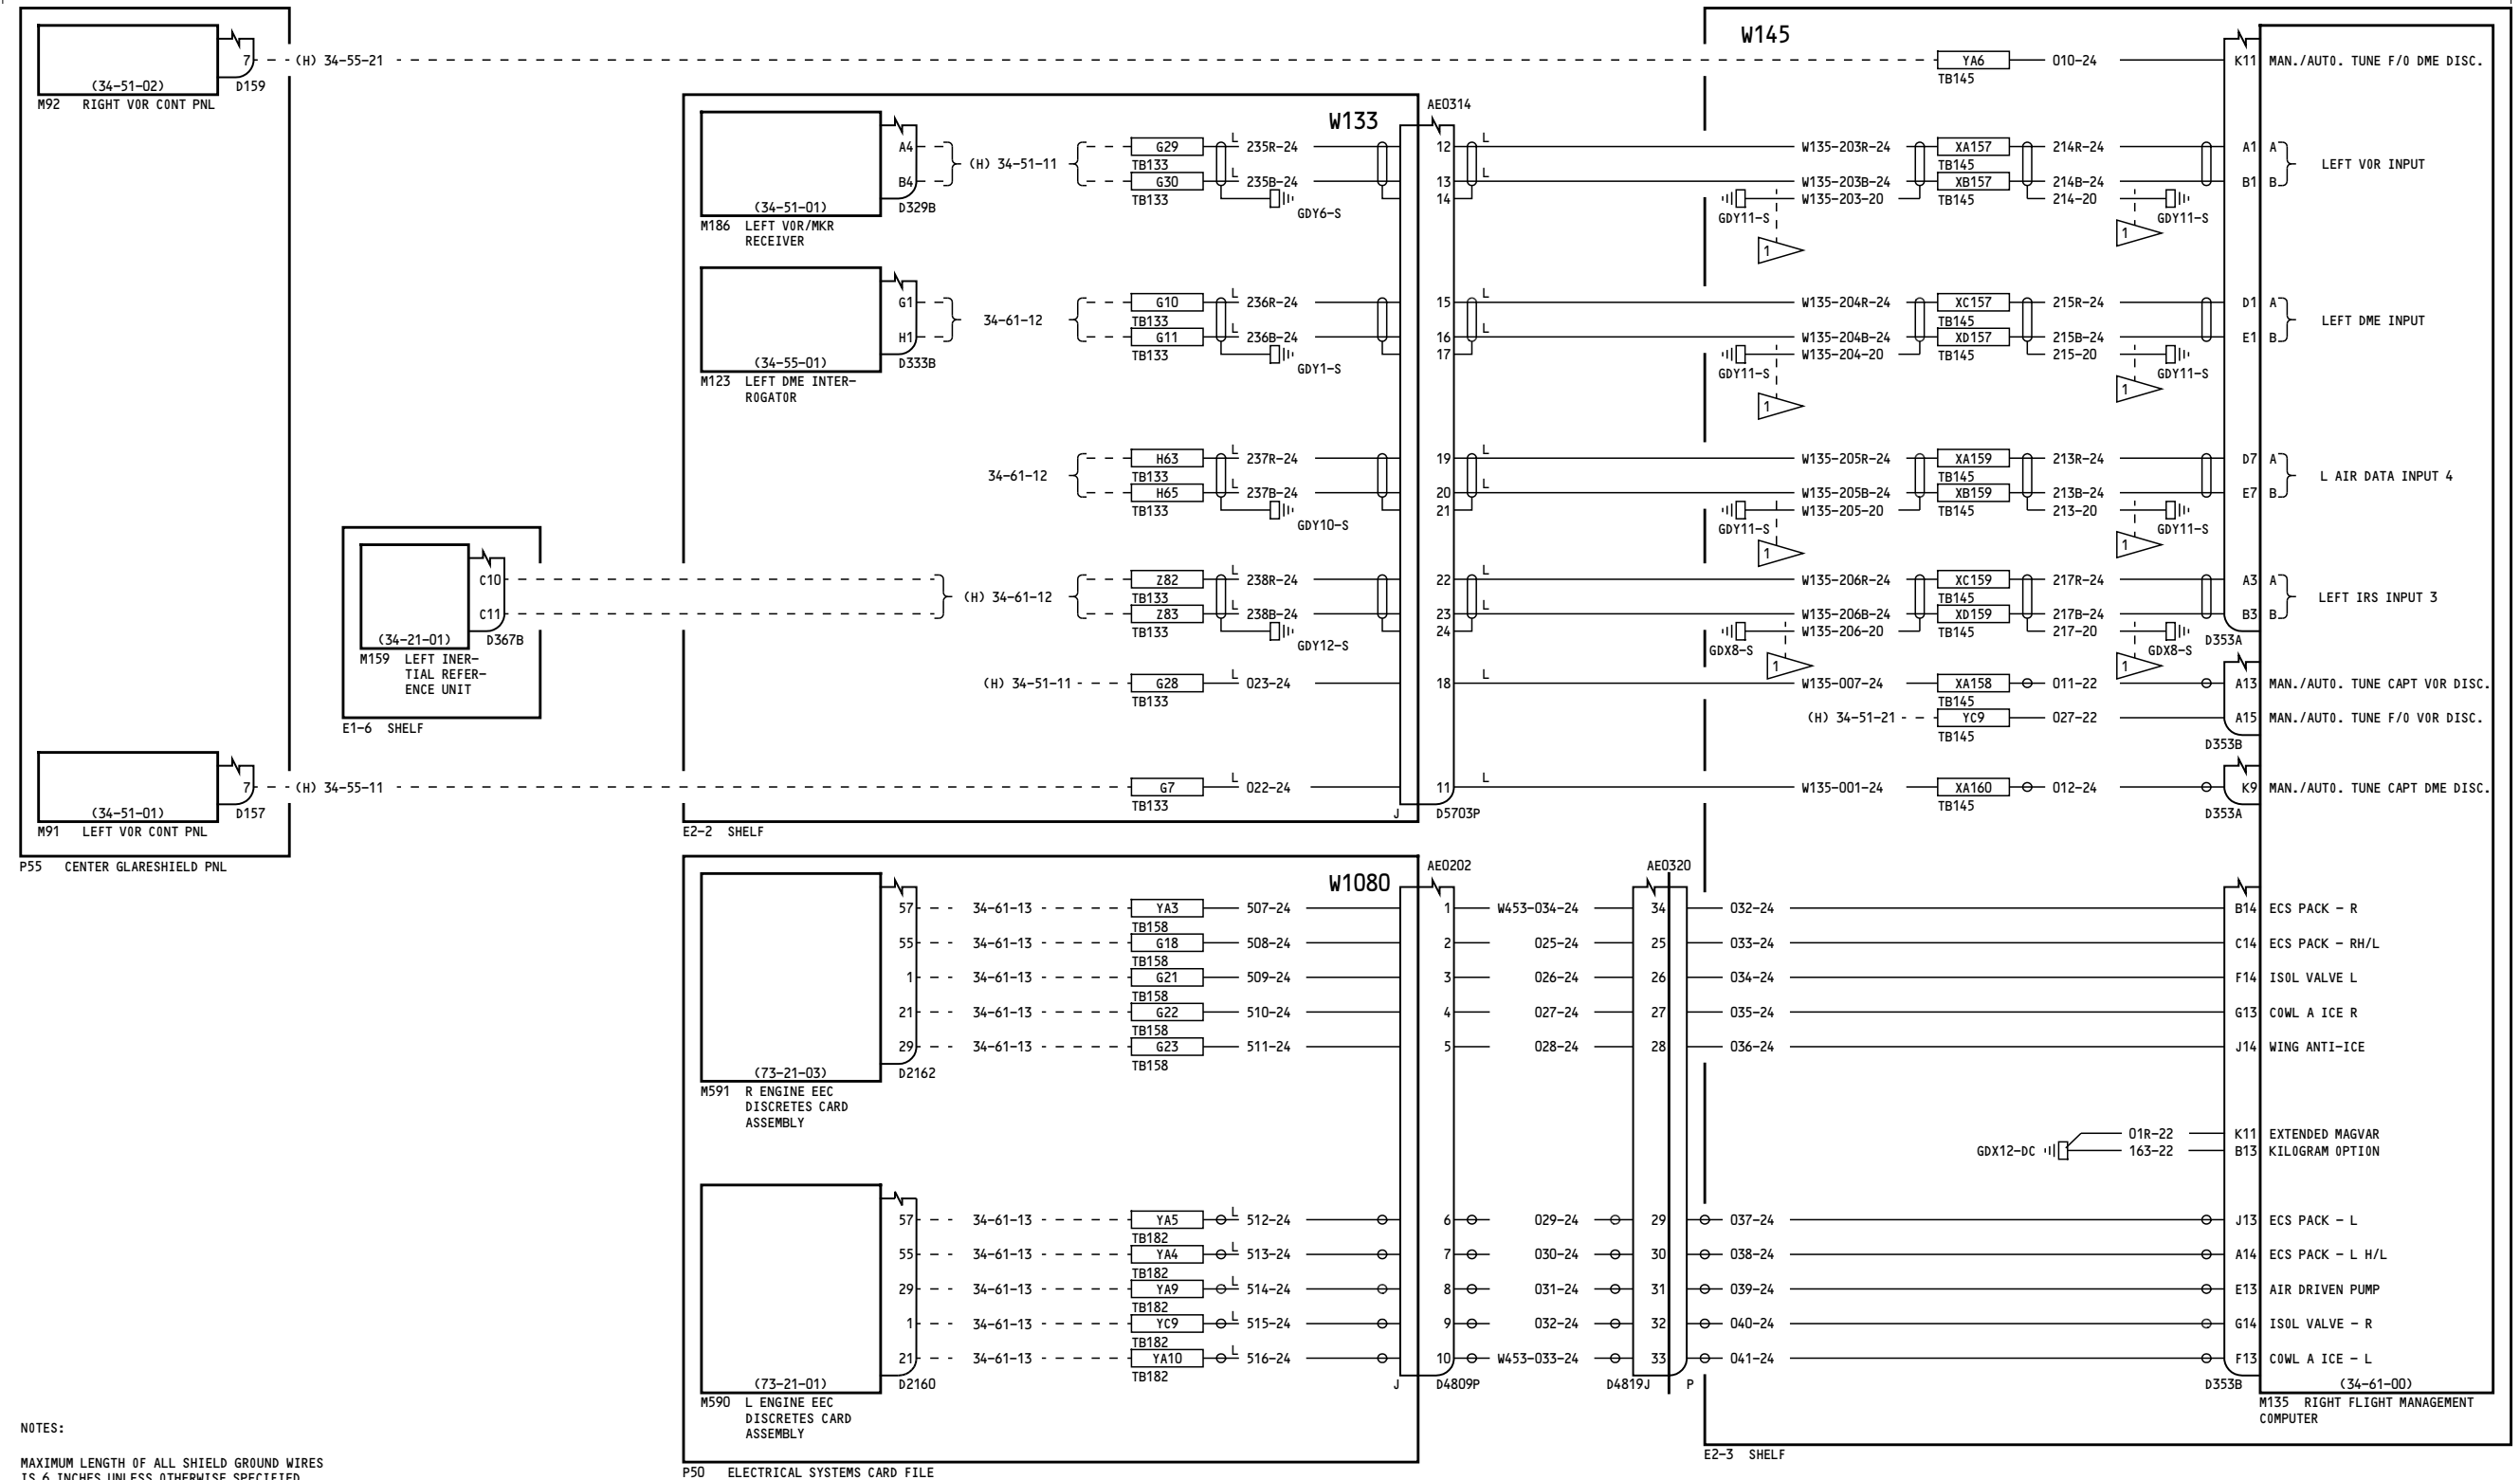 W145
7
(H) 34-55-21
YA6
010-24
K11
MAN./AUTO. TUNE F/O DME DISC.
TB145
(34-51-02)
D159
M92 RIGHT VOR CONT PNL
W133
AE0314
A4
G29
L
235R-24
12
L
W135-203R-24
XA157
214R-24
A1
A
(H) 34-51-11
TB133
TB145
LEFT VOR INPUT
B4
G30
L
235B-24
13
L
W135-203B-24
XB157
214B-24
B1
B
(34-51-01)
D329B
TB133
GDY6-S
14
GDY11-S
W135-203-20
TB145
214-20
GDY11-S
M186 LEFT VOR/MKR
RECEIVER
1
1
G1
G10
L
236R-24
15
L
W135-204R-24
XC157
215R-24
D1
A
34-61-12
TB133
TB145
LEFT DME INPUT
H1
G11
L
236B-24
16
L
W135-204B-24
XD157
215B-24
E1
B
(34-55-01)
D333B
TB133
GDY1-S
17
GDY11-S
W135-204-20
TB145
215-20
GDY11-S
M123 LEFT DME INTER-
ROGATOR
1
1
H63
L
237R-24
19
L
W135-205R-24
XA159
213R-24
D7
A
34-61-12
TB133
TB145
L AIR DATA INPUT 4
H65
L
237B-24
20
L
W135-205B-24
XB159
213B-24
E7
B
TB133
GDY10-S
21
GDY11-S
W135-205-20
TB145
213-20
GDY11-S
1
1
C10
Z82
L
238R-24
22
L
W135-206R-24
XC159
217R-24
A3
A
(H) 34-61-12
TB133
TB145
LEFT IRS INPUT 3
C11
Z83
L
238B-24
23
L
W135-206B-24
XD159
217B-24
B3
B
(34-21-01)
D367B
TB133
GDY12-S
24
GDX8-S
W135-206-20
TB145
217-20
GDX8-S
D353A
M159 LEFT INER-
TIAL REFER-
ENCE UNIT
1
1
(H) 34-51-11
G28
L
023-24
18
L
W135-007-24
XA158
011-22
A13
MAN./AUTO. TUNE CAPT VOR DISC.
TB133
TB145
(H) 34-51-21
YC9
027-22
A15
MAN./AUTO. TUNE F/O VOR DISC.
E1-6 SHELF
TB145
D353B
7
(H) 34-55-11
G7
L
022-24
11
L
W135-001-24
XA160
012-24
K9
MAN./AUTO. TUNE CAPT DME DISC.
(34-51-01)
D157
TB133
J
D5703P
TB145
D353A
M91 LEFT VOR CONT PNL
E2-2 SHELF
P55 CENTER GLARESHIELD PNL
W1080
AE0202
AE0320
57
34-61-13
YA3
507-24
1
W453-034-24
34
032-24
B14
ECS PACK - R
TB158
55
34-61-13
G18
508-24
2
025-24
25
033-24
C14
ECS PACK - RH/L
TB158
1
34-61-13
G21
509-24
3
026-24
26
034-24
F14
ISOL VALVE L
TB158
21
34-61-13
G22
510-24
4
027-24
27
035-24
G13
COWL A ICE R
TB158
29
34-61-13
G23
511-24
5
028-24
28
036-24
J14
WING ANTI-ICE
(73-21-03)
D2162
TB158
M591 R ENGINE EEC
DISCRETES CARD
ASSEMBLY
01R-22
K11
EXTENDED MAGVAR
GDX12-DC
163-22
B13
KILOGRAM OPTION
57
34-61-13
YA5
L
512-24
6
029-24
29
037-24
J13
ECS PACK - L
TB182
55
34-61-13
YA4
L
513-24
7
030-24
30
038-24
A14
ECS PACK - L H/L
TB182
29
34-61-13
YA9
L
514-24
8
031-24
31
039-24
E13
AIR DRIVEN PUMP
TB182
1
34-61-13
YC9
L
515-24
9
032-24
32
040-24
G14
ISOL VALVE - R
TB182
21
34-61-13
YA10
L
516-24
10
W453-033-24
33
041-24
F13
COWL A ICE - L
(73-21-01)
D2160
TB182
J
D4809P
D4819J
P
D353B
(34-61-00)
M590 L ENGINE EEC
DISCRETES CARD
ASSEMBLY
M135 RIGHT FLIGHT MANAGEMENT
COMPUTER
E2-3 SHELF
P50 ELECTRICAL SYSTEMS CARD FILE
NOTES:
MAXIMUM LENGTH OF ALL SHIELD GROUND WIRES
IS 6 INCHES UNLESS OTHERWISE SPECIFIED